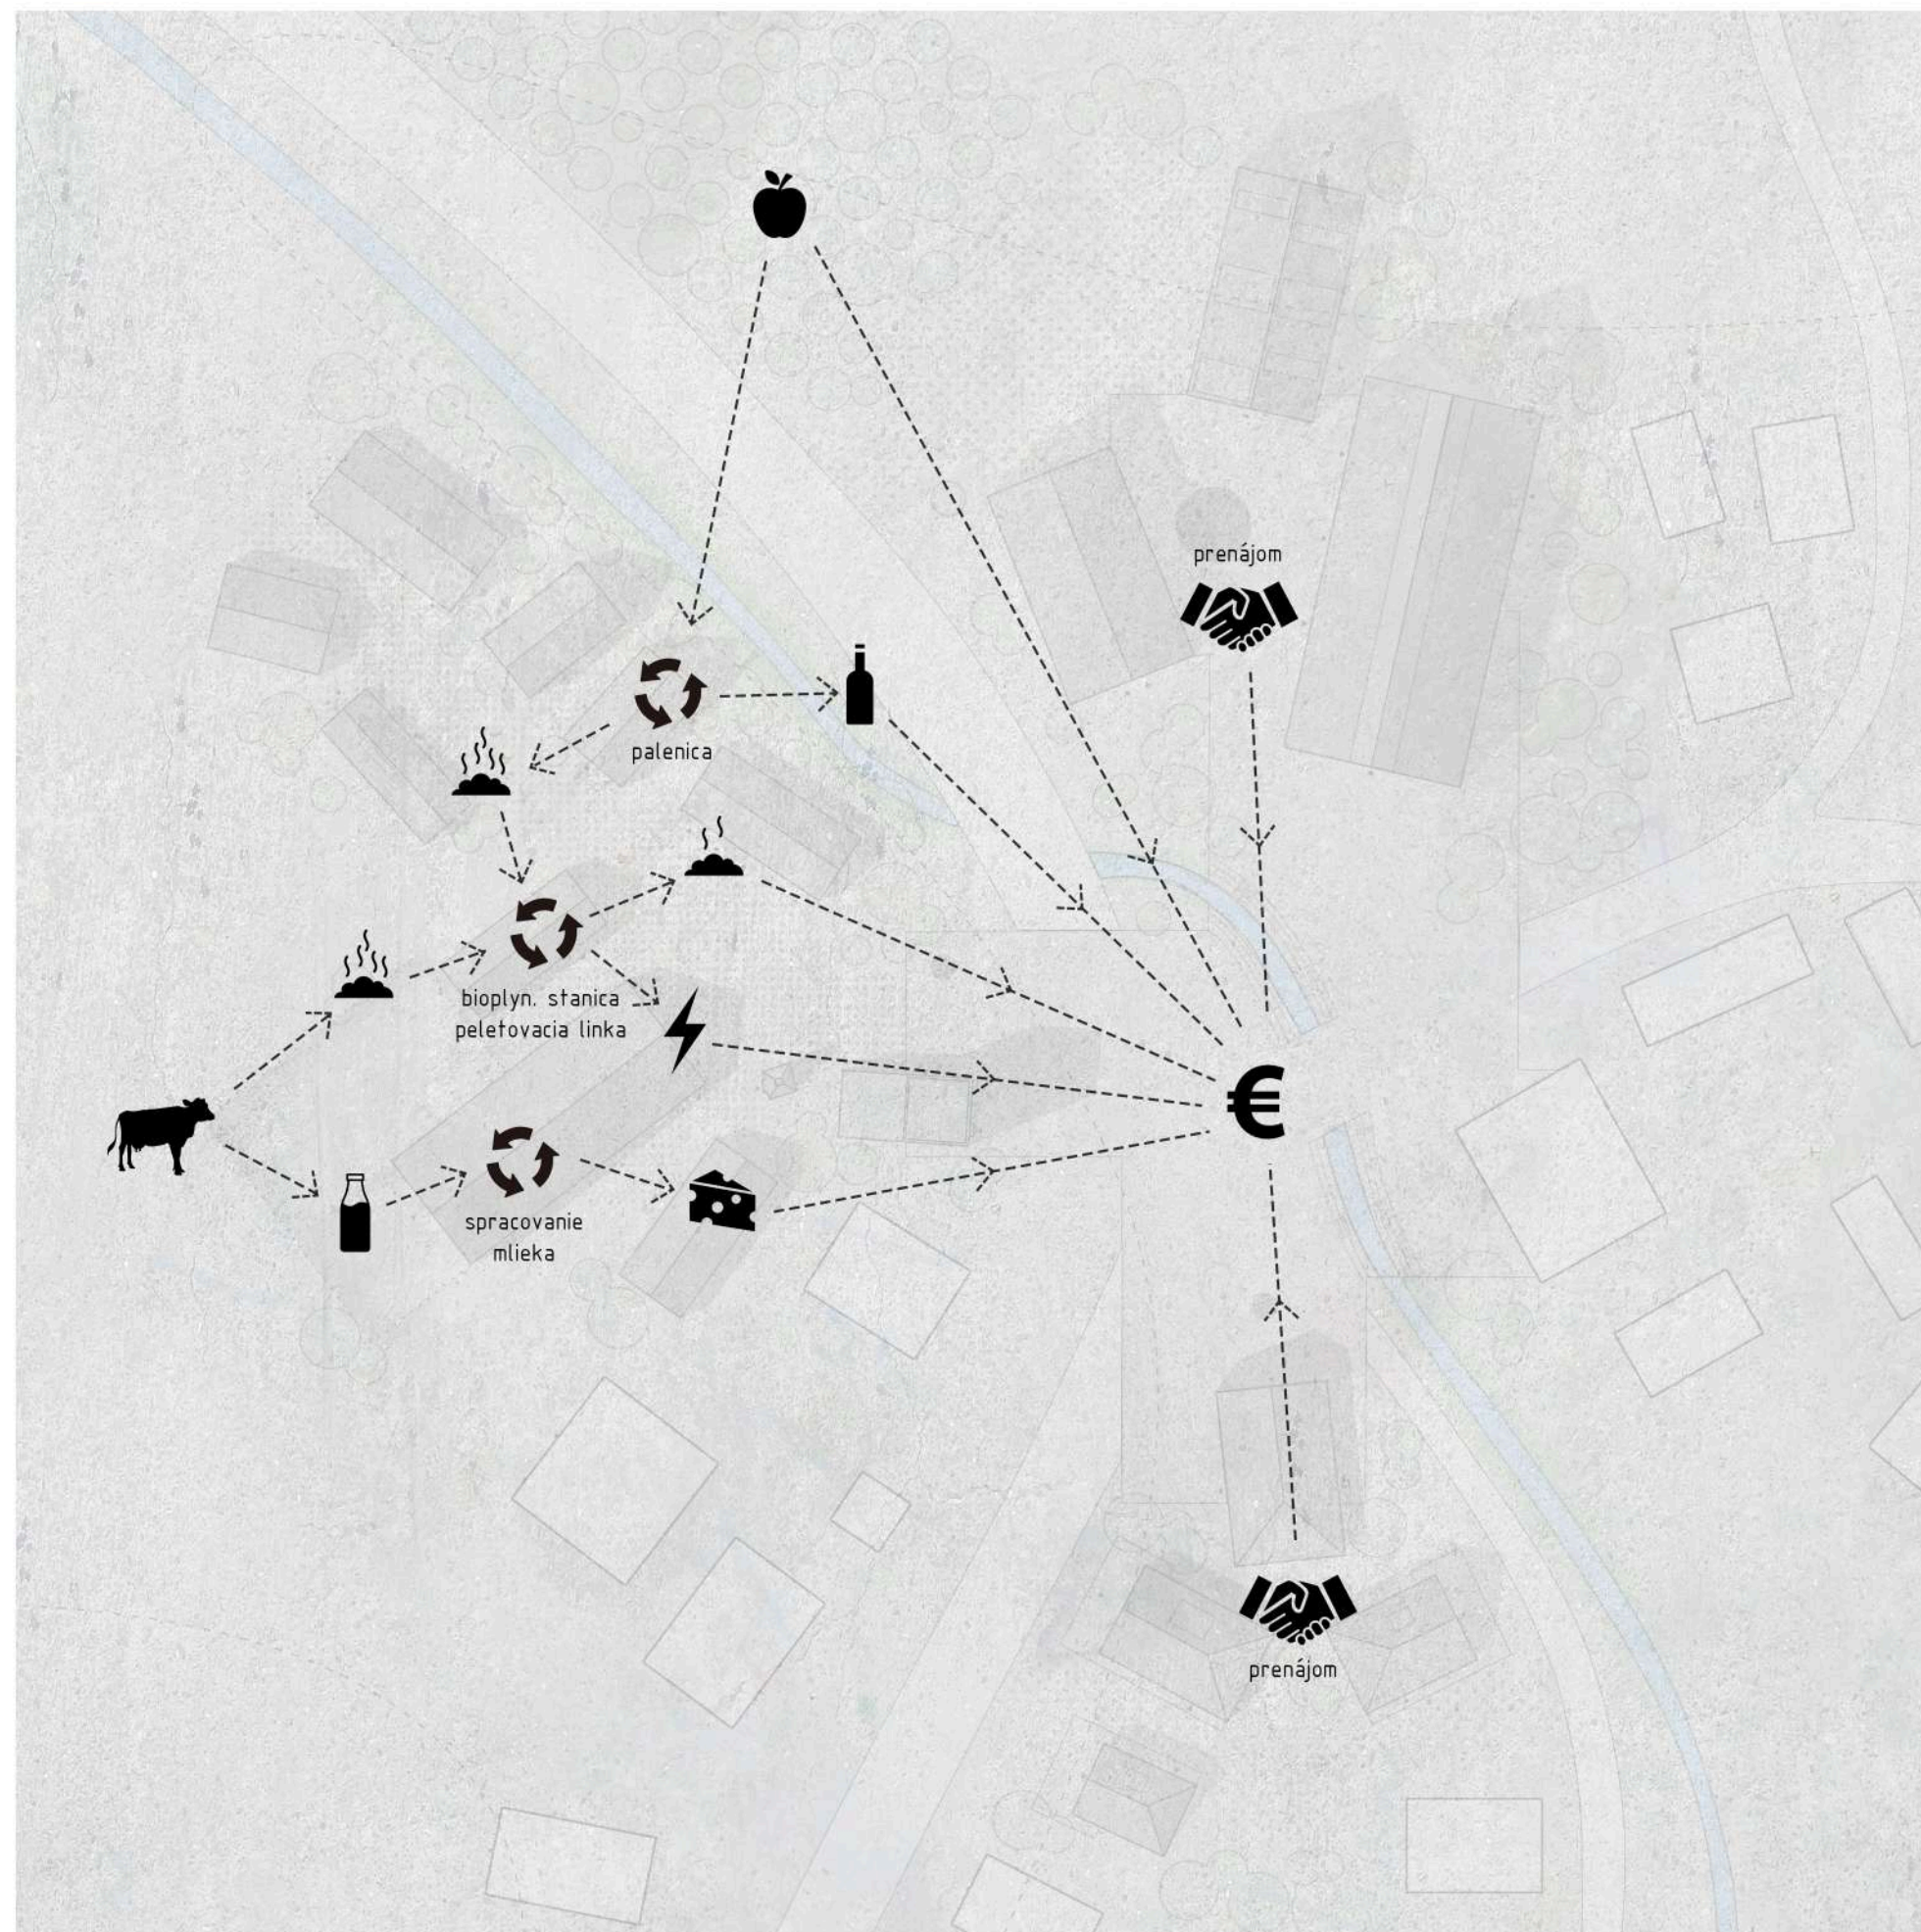 prenájom
palenica
bioplyn. stanica
peletovacia linka
€
spracovanie
mlieka
prenájom